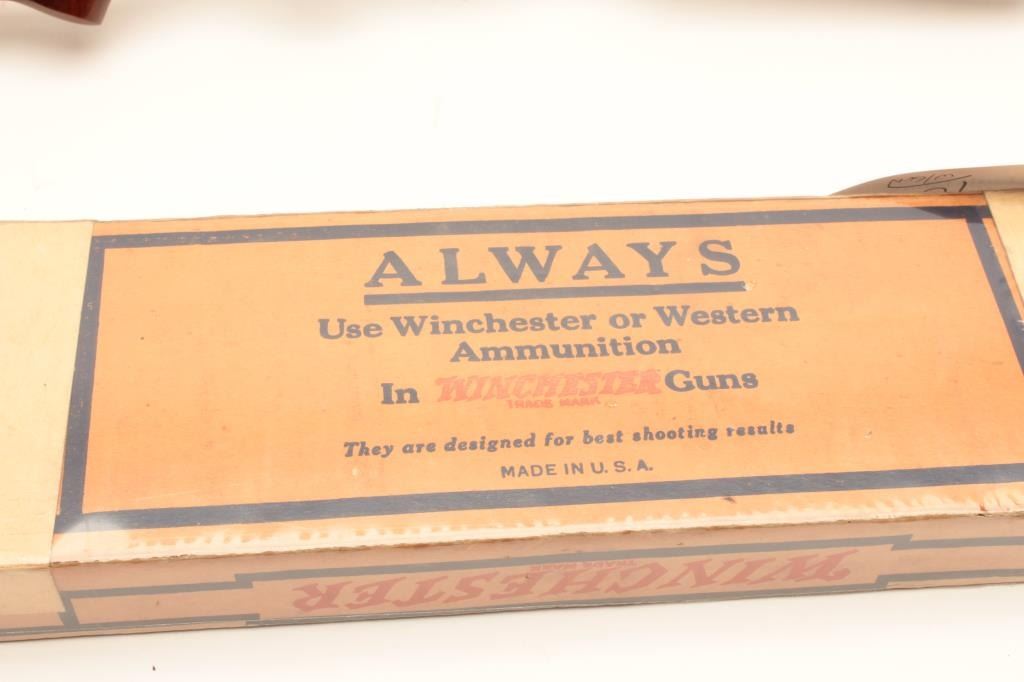 ALWAYS
Use Winchester or Western
Ammunition
In WINCHESTER Guns
TRADE MARK
They are designed for best shooting results
MADE IN U. S. A.
WINCHESTER
TRADE MARK